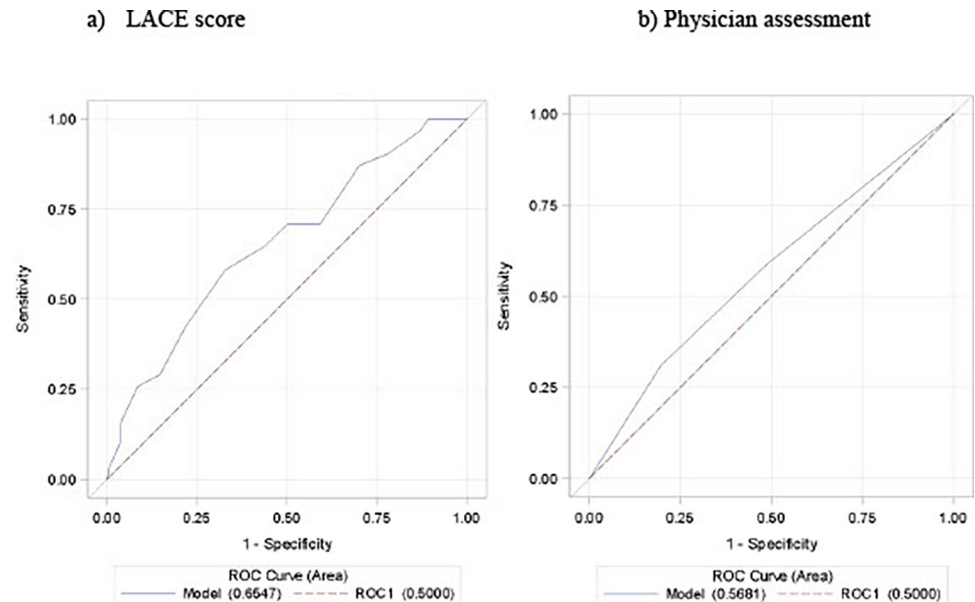 a) LACE score
b) Physician assessment
1.00
0.75
0.50
0.25
0.00
Sensitivity
0.00 0.25 0.50 0.75 1.00
1 - Specificity
ROC Curve (Area)
Model (0.6547) ROC1 (0.5000)
1.00
0.75
0.50
0.25
0.00
Sensitivity
0.00 0.25 0.50 0.75 1.00
1 - Specificity
ROC Curve (Area)
Model (0.5681) ROC1 (0.5000)